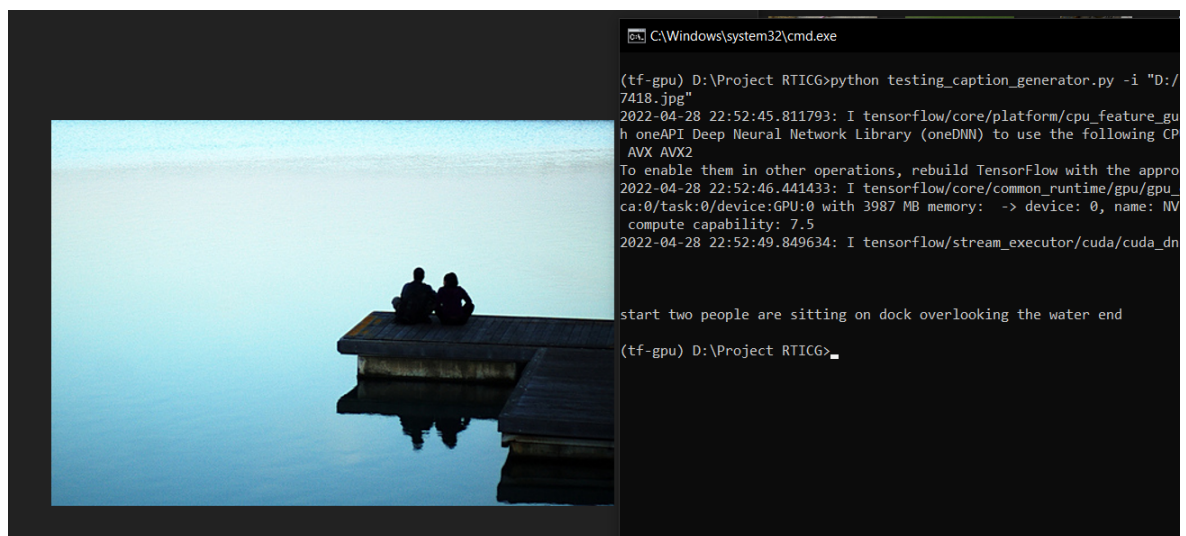 C:\Windows\system32\cmd.exe
(tf-gpu) D:\Project RTICG>python testing_caption_generator.py -i "D:/
7418.jpg"
2022-04-28 22:52:45.811793: I tensorflow/core/platform/cpu_feature_gu
h oneAPI Deep Neural Network Library (oneDNN) to use the following CP
AVX AVX2
To enable them in other operations, rebuild TensorFlow with the appro
2022-04-28 22:52:46.441433: I tensorflow/core/common_runtime/gpu/gpu_
ca:0/task:0/device:GPU:0 with 3987 MB memory:  -> device: 0, name: NV
compute capability: 7.5
2022-04-28 22:52:49.849634: I tensorflow/stream_executor/cuda/cuda_dn
start two people are sitting on dock overlooking the water end
(tf-gpu) D:\Project RTICG>